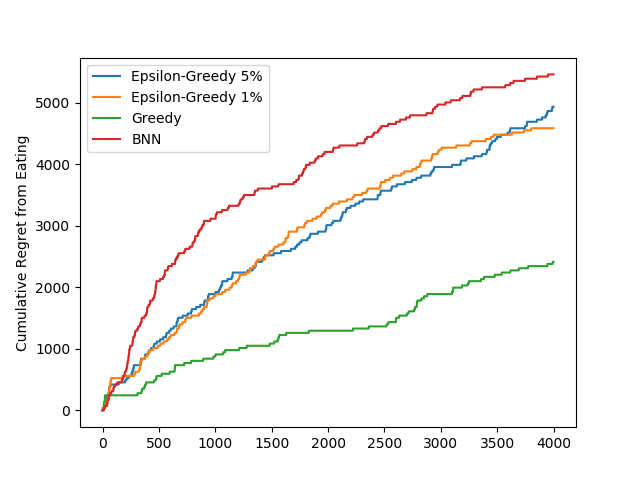 Epsilon-Greedy 5%
Epsilon-Greedy 1%
Greedy
BNN
Cumulative Regret from Eating
5000
4000
3000
2000
1000
0
0 500 1000 1500 2000 2500 3000 3500 4000